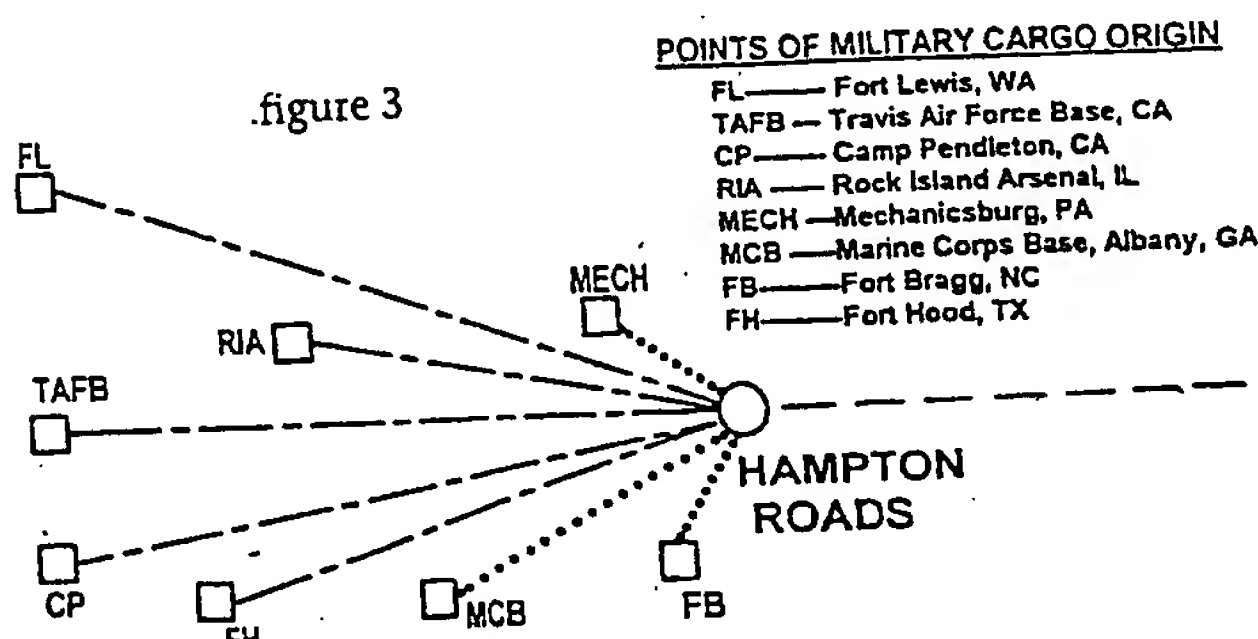 POINTS OF MILITARY CARGO ORIGIN
FL—— Fort Lewis, WA
TAFB — Travis Air Force Base, CA
CP—— Camp Pendleton, CA
RIA —— Rock Island Arsenal, IL
MECH —Mechanicsburg, PA
MCB ——Marine Corps Base, Albany, GA
FB——Fort Bragg, NC
FH——Fort Hood, TX
.figure 3
FL
MECH
RIA
TAFB
HAMPTON
ROADS
CP
FH
MCB
FB